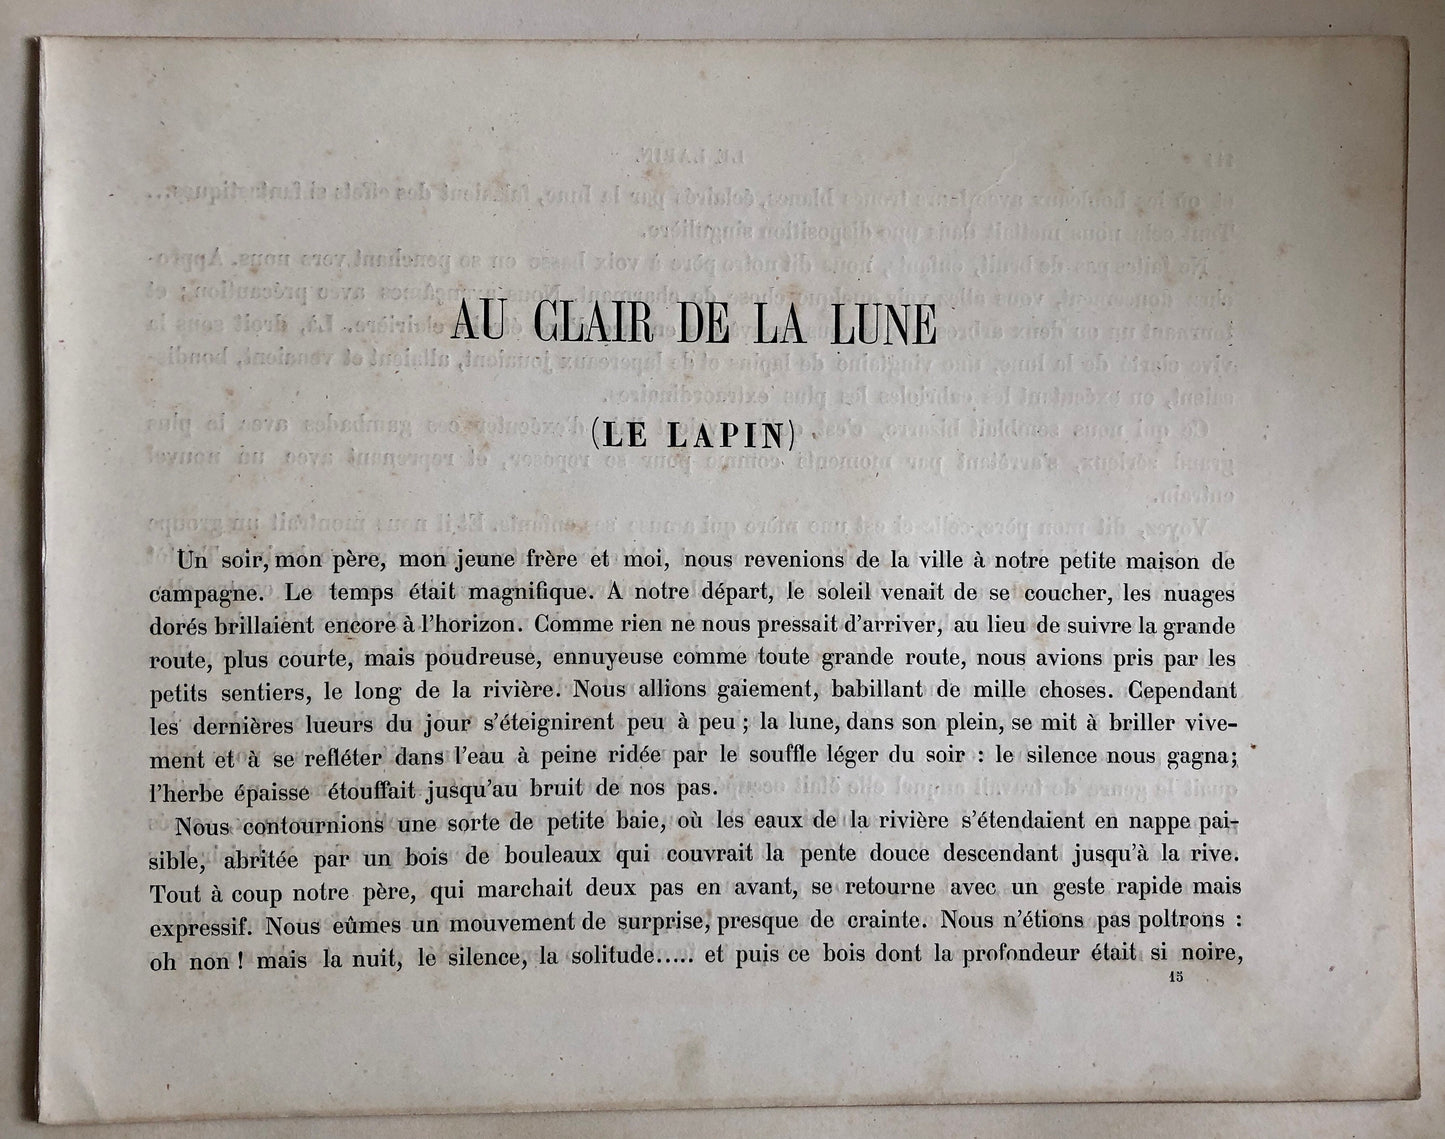 AU CLAIR DE LA LUNE
(LE LAPIN)
Un soir, mon père, mon jeune frère et moi, nous revenions de la ville à notre petite maison de
campagne. Le temps était magnifique. A notre départ, le soleil venait de se coucher, les nuages
dorés brillaient encore à l'horizon. Comme rien ne nous pressait d'arriver, au lieu de suivre la grande
route, plus courte, mais poudreuse, ennuyeuse comme toute grande route, nous avions pris par les
petits sentiers, le long de la rivière. Nous allions gaiement, babillant de mille choses. Cependant
les dernières lueurs du jour s'éteignirent peu à peu ; la lune, dans son plein, se mit à briller vive-
ment et à se refléter dans l'eau à peine ridée par le souffle léger du soir : le silence nous gagna;
l'herbe épaisse étouffait jusqu'au bruit de nos pas.
Nous contournions une sorte de petite baie, où les eaux de la rivière s'étendaient en nappe pai-
sible, abritée par un bois de bouleaux qui couvrait la pente douce descendant jusqu'à la rive.
Tout à coup notre père, qui marchait deux pas en avant, se retourne avec un geste rapide mais
expressif. Nous eûmes un mouvement de surprise, presque de crainte. Nous n'étions pas poltrons :
oh non ! mais la nuit, le silence, la solitude..... et puis ce bois dont la profondeur était si noire,
15